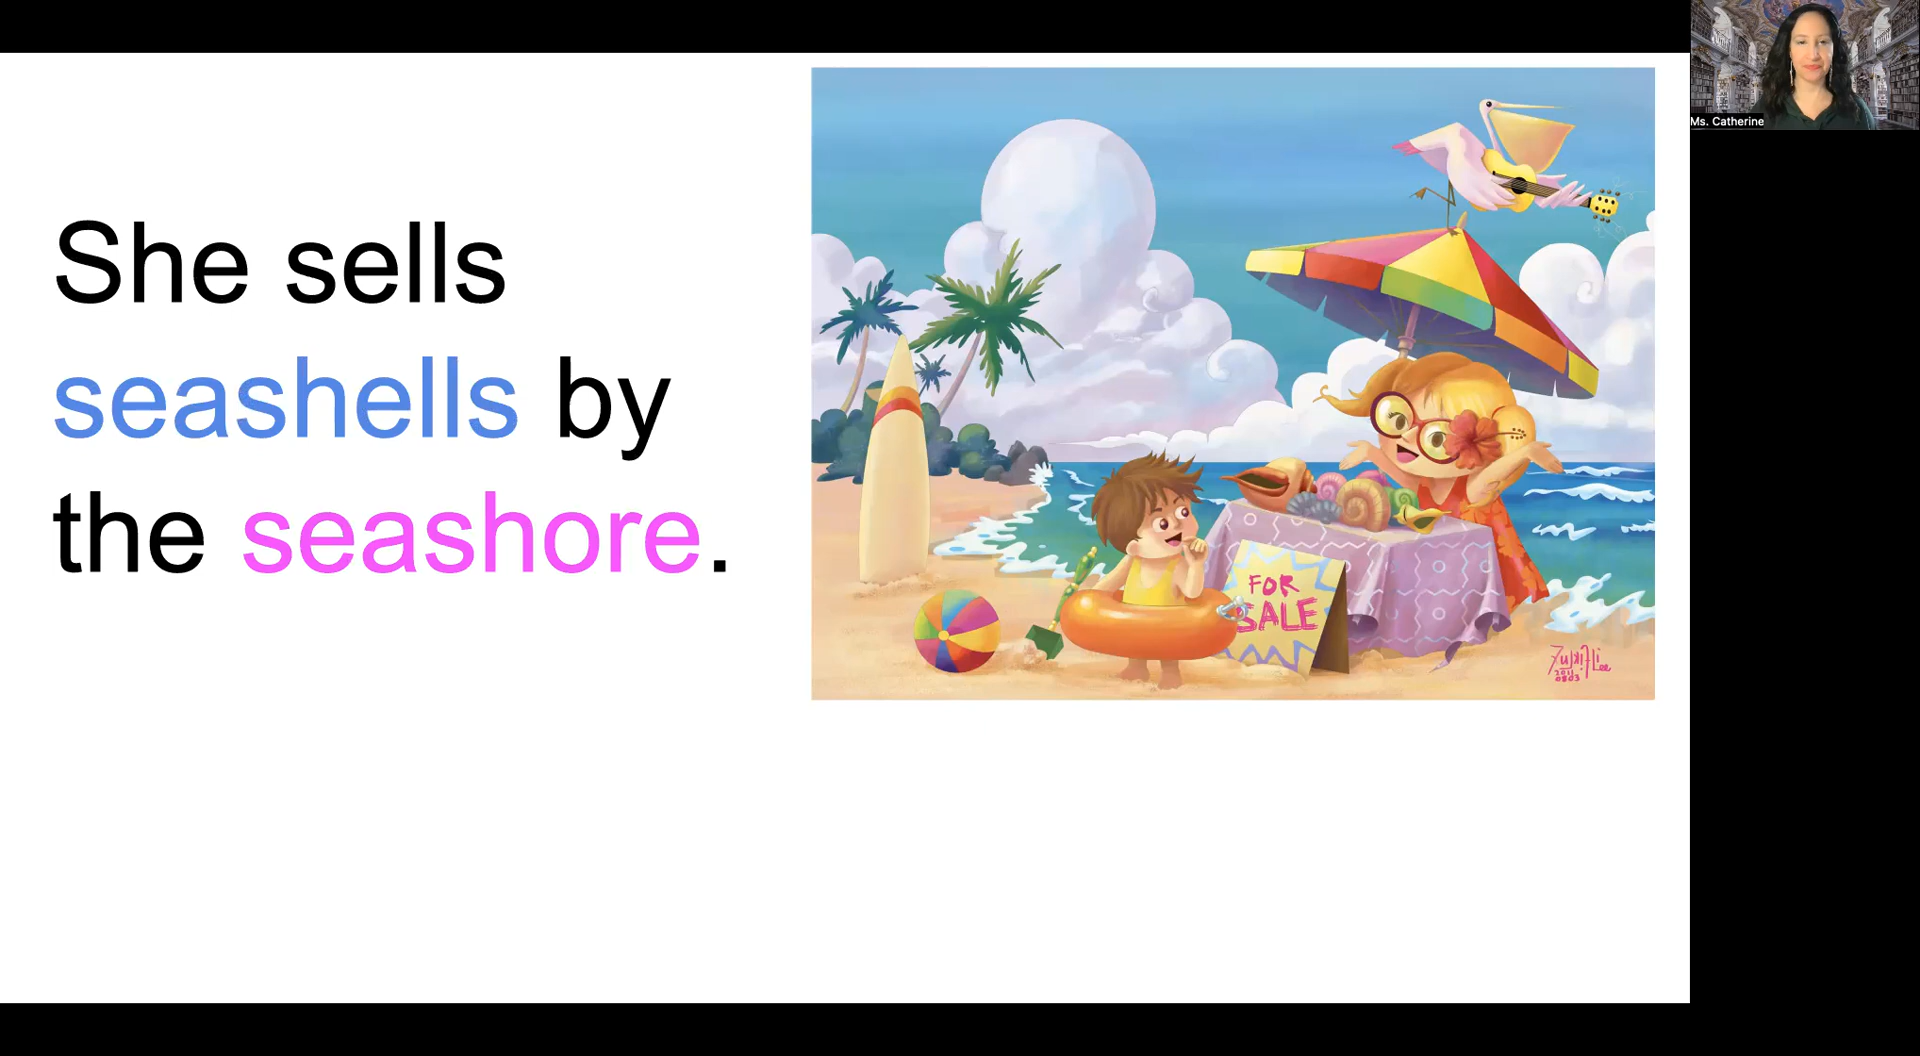 She sells
seashells by
the seashore.
FOR
SALE
Ms. Catherine